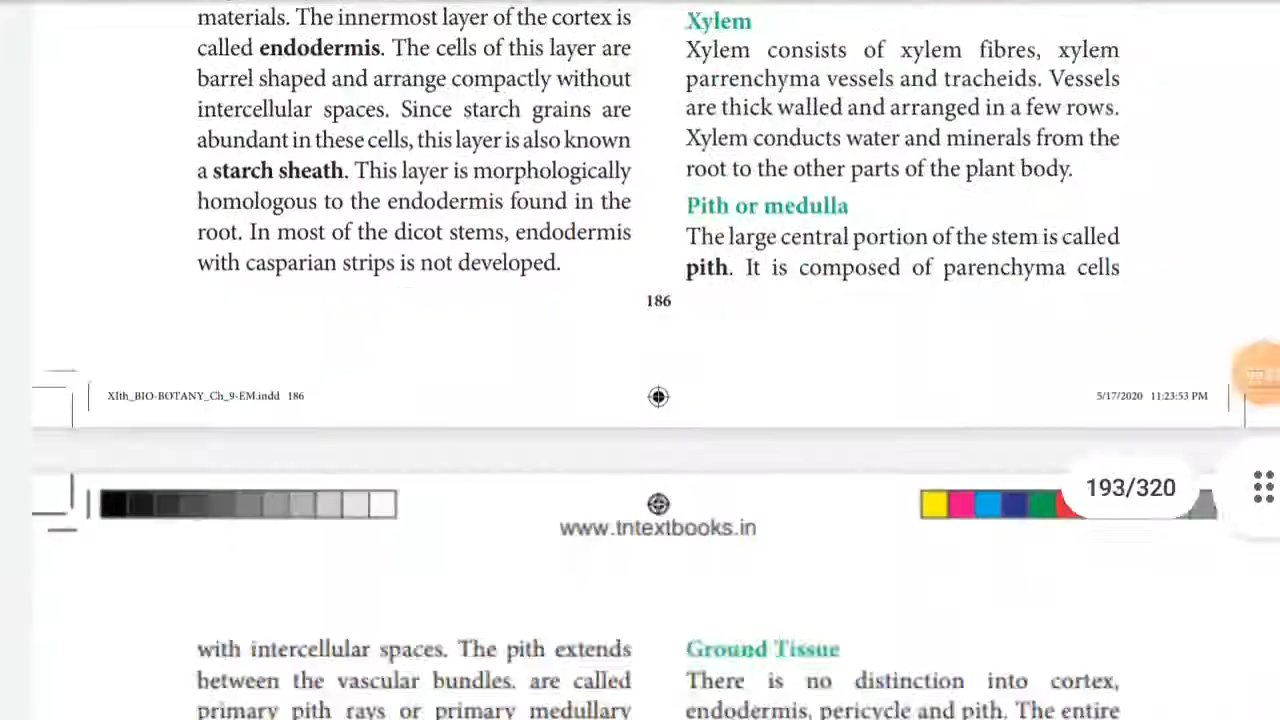 materials. The innermost layer of the cortex is
called endodermis. The cells of this layer are
barrel shaped and arrange compactly without
intercellular spaces. Since starch grains are
abundant in these cells, this layer is also known
a starch sheath. This layer is morphologically
homologous to the endodermis found in the
root. In most of the dicot stems, endodermis
with casparian strips is not developed.
Xylem
Xylem consists of xylem fibres, xylem
parrenchyma vessels and tracheids. Vessels
are thick walled and arranged in a few rows.
Xylem conducts water and minerals from the
root to the other parts of the plant body.
Pith or medulla
The large central portion of the stem is called
pith. It is composed of parenchyma cells
186
XIth_BIO-BOTANY_Ch_9-EM.indd 186
5/17/2020 11:23:53 PM
193/320
www.tntextbooks.in
with intercellular spaces. The pith extends
between the vascular bundles. are called
primary pith rays or primary medullary
Ground Tissue
There is no distinction into cortex,
endodermis, pericycle and pith. The entire